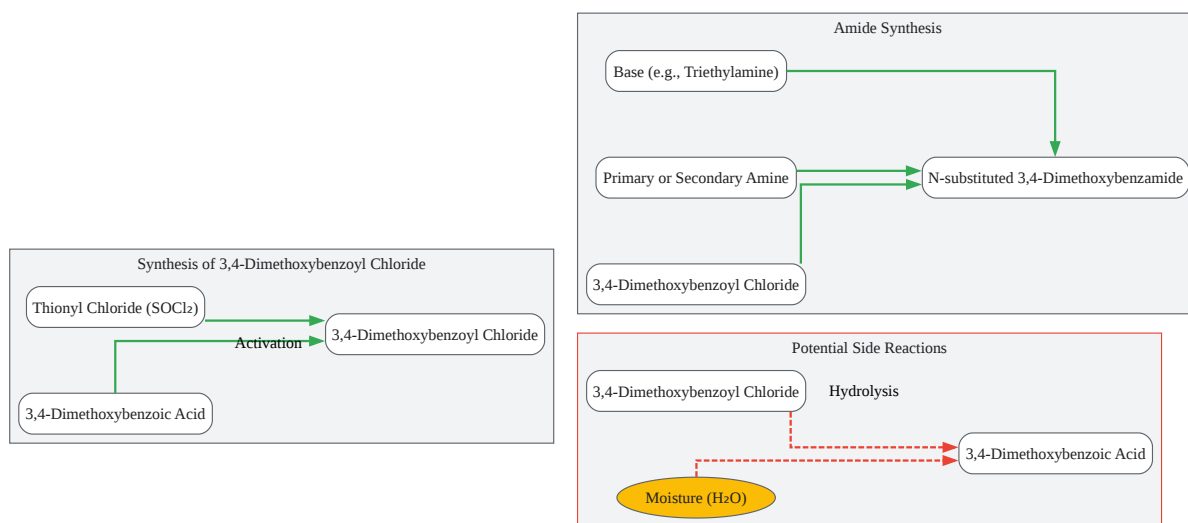 Synthesis of 3,4-Dimethoxybenzoyl Chloride
Thionyl Chloride (SOCl₂)
3,4-Dimethoxybenzoyl Chloride
Activation
3,4-Dimethoxybenzoic Acid
Amide Synthesis
Base (e.g., Triethylamine)
Primary or Secondary Amine
N-substituted 3,4-Dimethoxybenzamide
3,4-Dimethoxybenzoyl Chloride
Potential Side Reactions
3,4-Dimethoxybenzoyl Chloride
Hydrolysis
3,4-Dimethoxybenzoic Acid
Moisture (H₂O)